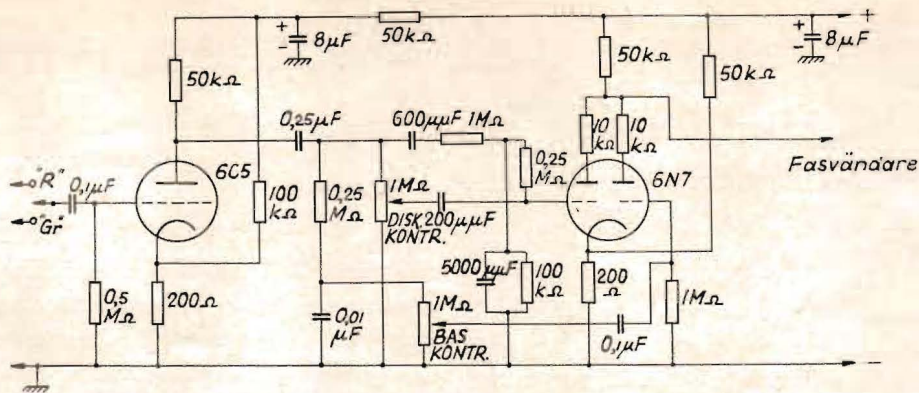 +
+
-
8µF
50kΩ
+
-
8µF
50kΩ
50kΩ
50kΩ
0,25µF
600µµF
1MΩ
10 kΩ
10 kΩ
Fasvändare
"R"
0,1µF
6C5
100 kΩ
0,25 MΩ
1MΩ
DISK. KONTR.
200µµF
0,25 MΩ
6N7
"Gr"
0,5 MΩ
200Ω
0,01 µF
1MΩ
BAS KONTR.
5000µµF
100 kΩ
200 Ω
0,1µF
1MΩ
-